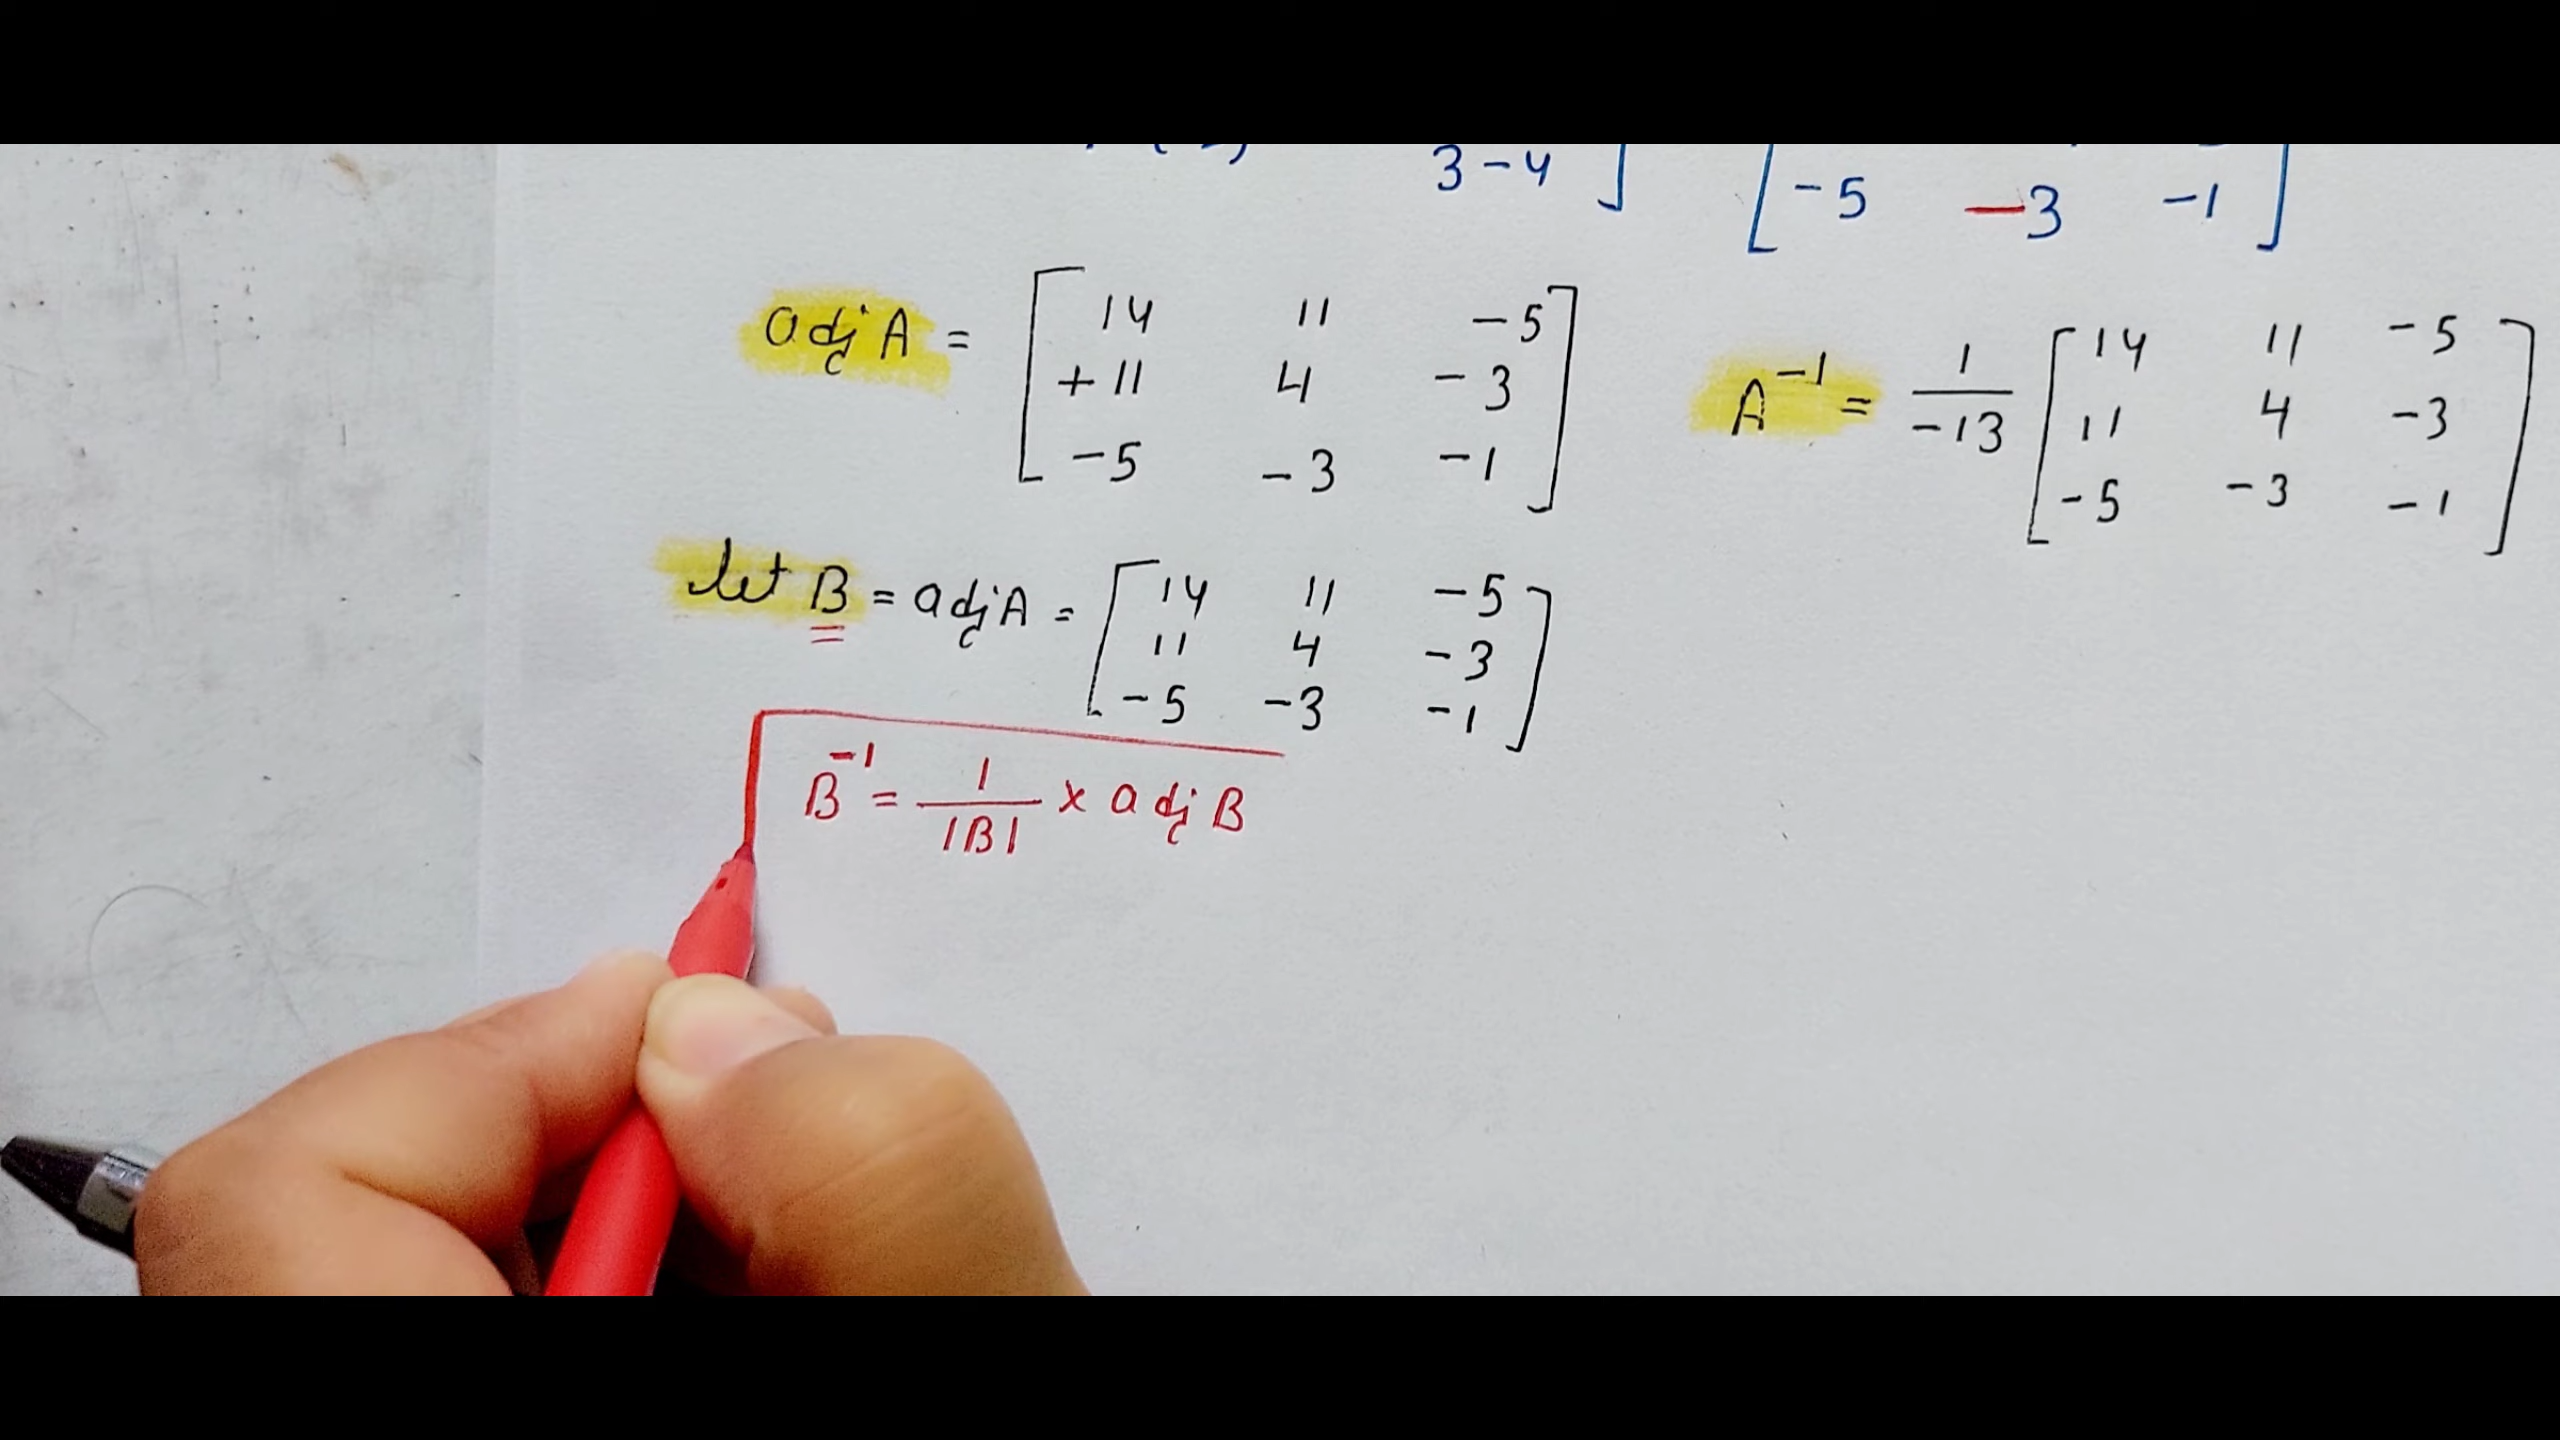 3 - 4 ] [ -5 -3 -1 ]
adj A = [ 14 11 -5
+11 4 -3
-5 -3 -1 ]
A⁻¹ = 1/-13 [ 14 11 -5
11 4 -3
-5 -3 -1 ]
let B = adj A = [ 14 11 -5
11 4 -3
-5 -3 -1 ]
B⁻¹ = 1/|B| x adj B